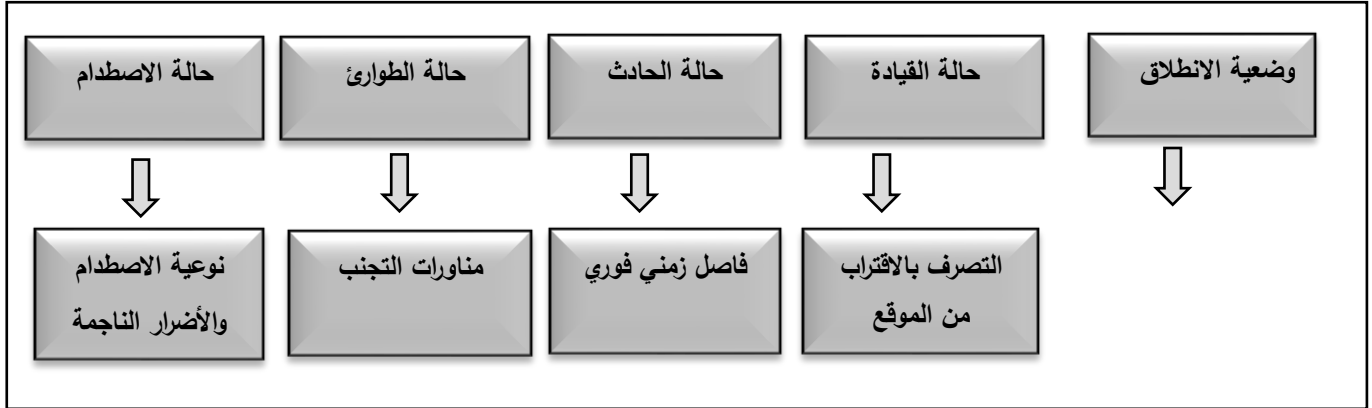 وضعية الانطلاق
حالة القيادة
حالة الحادث
حالة الطوارئ
حالة الاصطدام
التصرف بالاقتراب
من الموقع
فاصل زمني فوري
مناورات التجنب
نوعية الاصطدام
والأضرار الناجمة